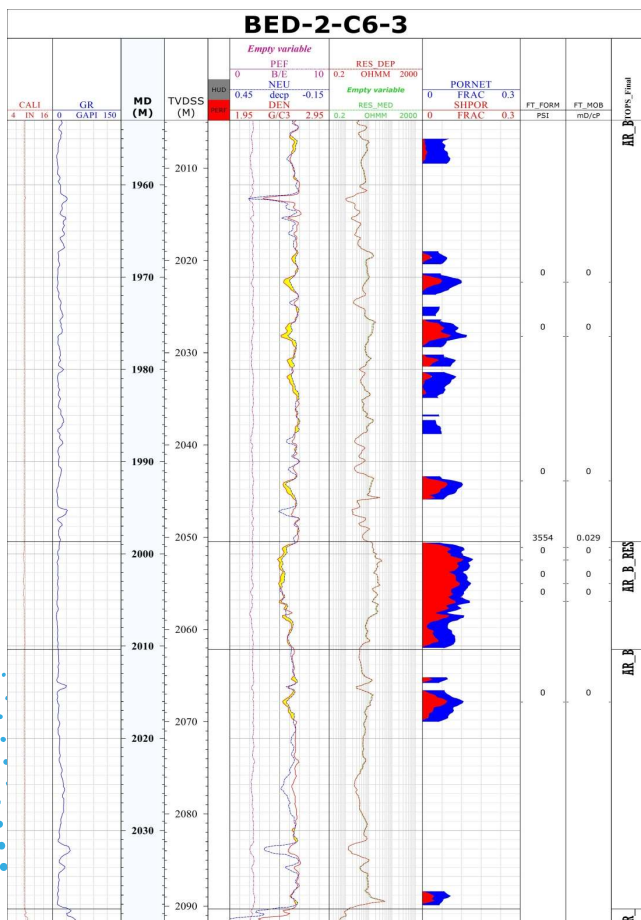 BED-2-C6-3
Empty variable
PEF
0 B/E 10
NEU
0.45 decp -0.15
DEN
1.95 G/C3 2.95
RES_DEP
0.2 OHMM 2000
Empty variable
RES_MED
0.2 OHMM 2000
PORNET
0 FRAC 0.3
SHPOR
0 FRAC 0.3
CALI
4 IN 16
GR
0 GAPI 150
MD
(M)
TVDSS
(M)
HUD
FT_FORM
PSI
FT_MOB
mD/cP
TOPS_Final
AR_B
2010
1960
2020
1970
0 0
0 0
2030
1980
2040
1990
0 0
2050
3554 0.029
2000
0 0
0 0
0 0
AR_B_RES
2060
2010
AR_B
0 0
2070
2020
2080
2030
2090